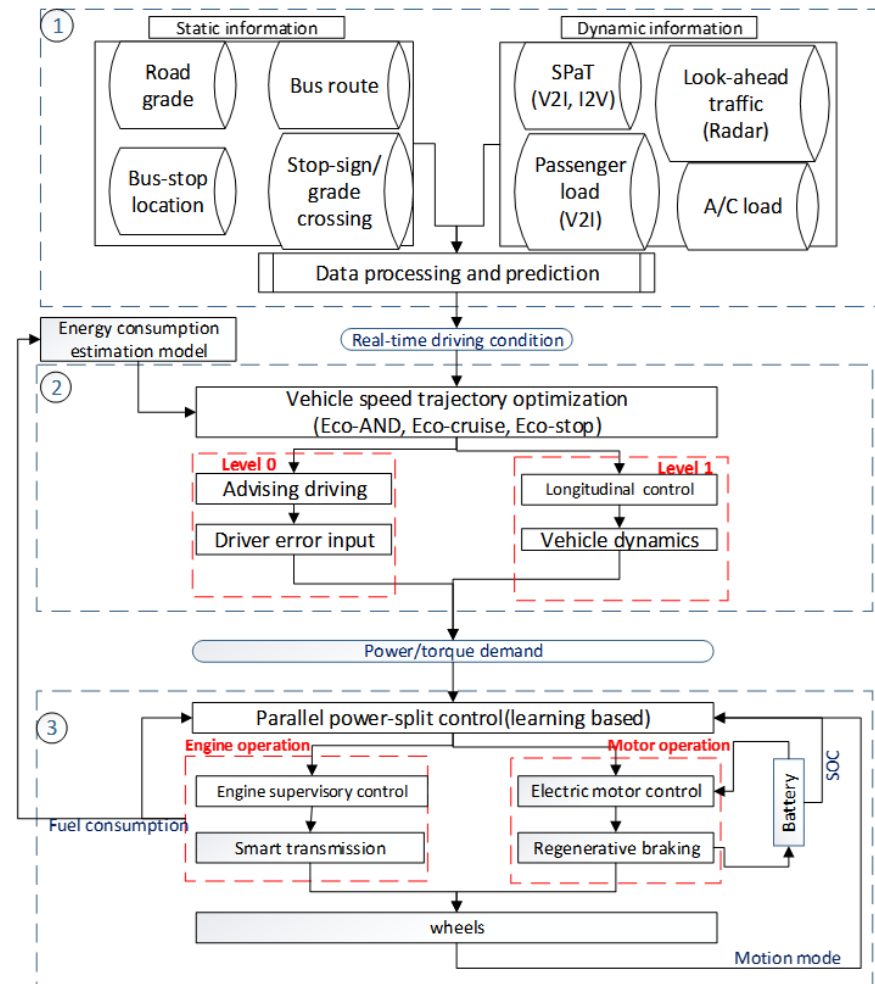 1
Static information
Dynamic information
Road
grade
Bus route
SPaT
(V2I, I2V)
Look-ahead
traffic
(Radar)
Bus-stop
location
Stop-sign/
grade
crossing
Passenger
load
(V2I)
A/C load
Data processing and prediction
Energy consumption
estimation model
Real-time driving condition
2
Vehicle speed trajectory optimization
(Eco-AND, Eco-cruise, Eco-stop)
Level 0
Level 1
Advising driving
Longitudinal control
Driver error input
Vehicle dynamics
Power/torque demand
3
Parallel power-split control(learning based)
Engine operation
Motor operation
Engine supervisory control
Electric motor control
Battery
SOC
Fuel consumption
Smart transmission
Regenerative braking
wheels
Motion mode